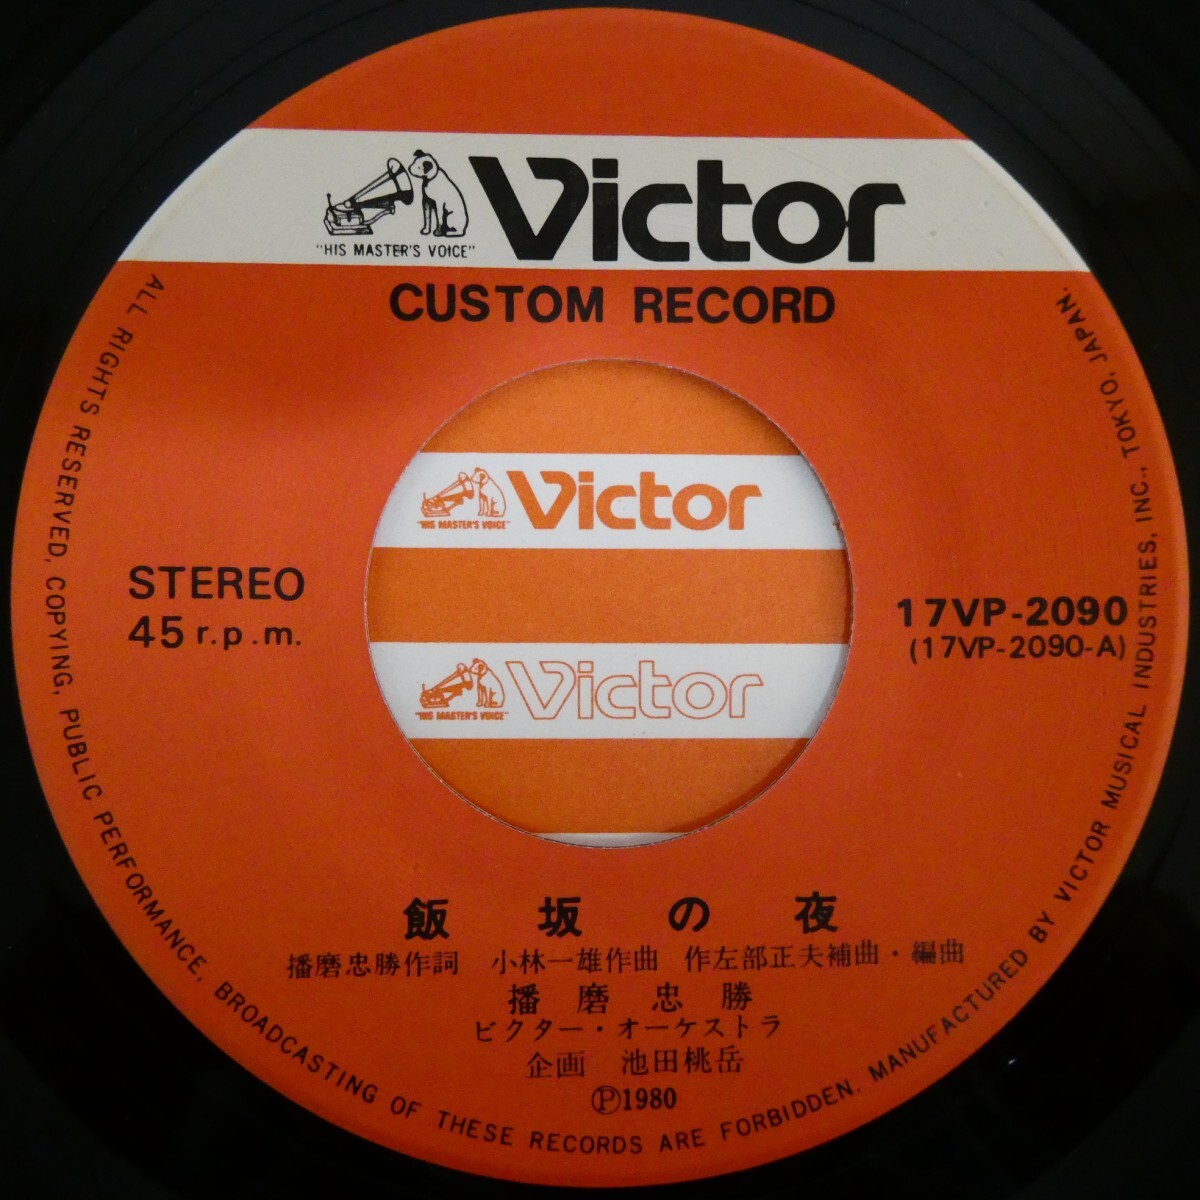 "HIS MASTER'S VOICE"
Victor
CUSTOM RECORD
"HIS MASTER'S VOICE"
Victor
STEREO
45 r.p.m.
17VP-2090
(17VP-2090-A)
"HIS MASTER'S VOICE"
Victor
飯坂の夜
播磨忠勝作詞 小林一雄作曲 作左部正夫補曲・編曲
播磨忠勝
ビクター・オーケストラ
企画 池田桃岳
Ⓟ1980
ALL RIGHTS RESERVED, COPYING, PUBLIC PERFORMANCE, BROADCASTING OF THESE RECORDS ARE FORBIDDEN. MANUFACTURED BY VICTOR MUSICAL INDUSTRIES, INC., TOKYO, JAPAN.